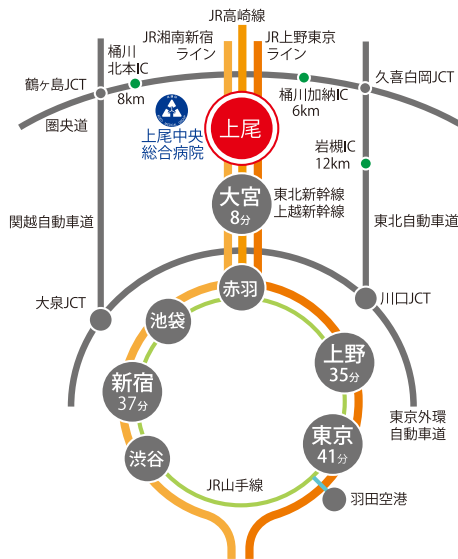 JR高崎線
JR湘南新宿
ライン
JR上野東京
ライン
桶川
北本IC
8km
鶴ヶ島JCT
久喜白岡JCT
桶川加納IC
6km
圏央道
上尾中央
総合病院
上尾
岩槻IC
12km
大宮
8分
東北新幹線
上越新幹線
関越自動車道
東北自動車道
赤羽
大泉JCT
川口JCT
池袋
上野
35分
新宿
37分
東京
41分
東京外環
自動車道
渋谷
JR山手線
羽田空港